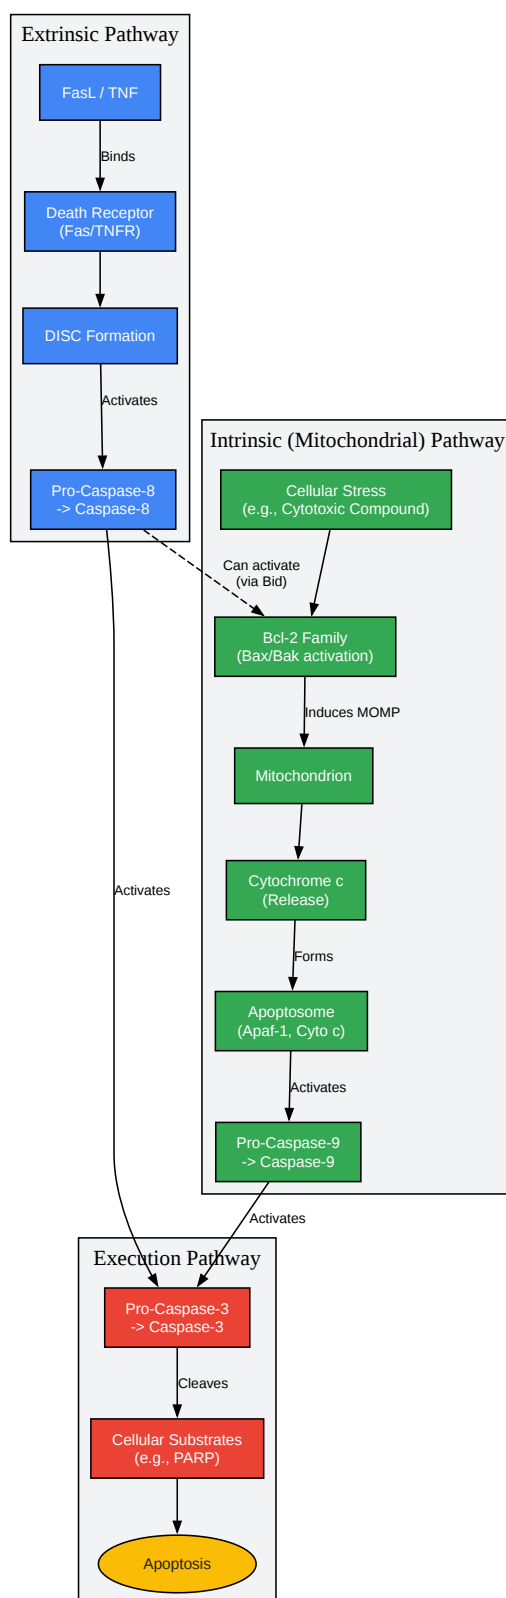 Extrinsic Pathway
FasL / TNF
Binds
Death Receptor
(Fas/TNFR)
DISC Formation
Activates
Pro-Caspase-8
-> Caspase-8
Intrinsic (Mitochondrial) Pathway
Cellular Stress
(e.g., Cytotoxic Compound)
Can activate
(via Bid)
Bcl-2 Family
(Bax/Bak activation)
Induces MOMP
Mitochondrion
Cytochrome c
(Release)
Activates
Forms
Apoptosome
(Apaf-1, Cyto c)
Activates
Pro-Caspase-9
-> Caspase-9
Activates
Execution Pathway
Pro-Caspase-3
-> Caspase-3
Cleaves
Cellular Substrates
(e.g., PARP)
Apoptosis